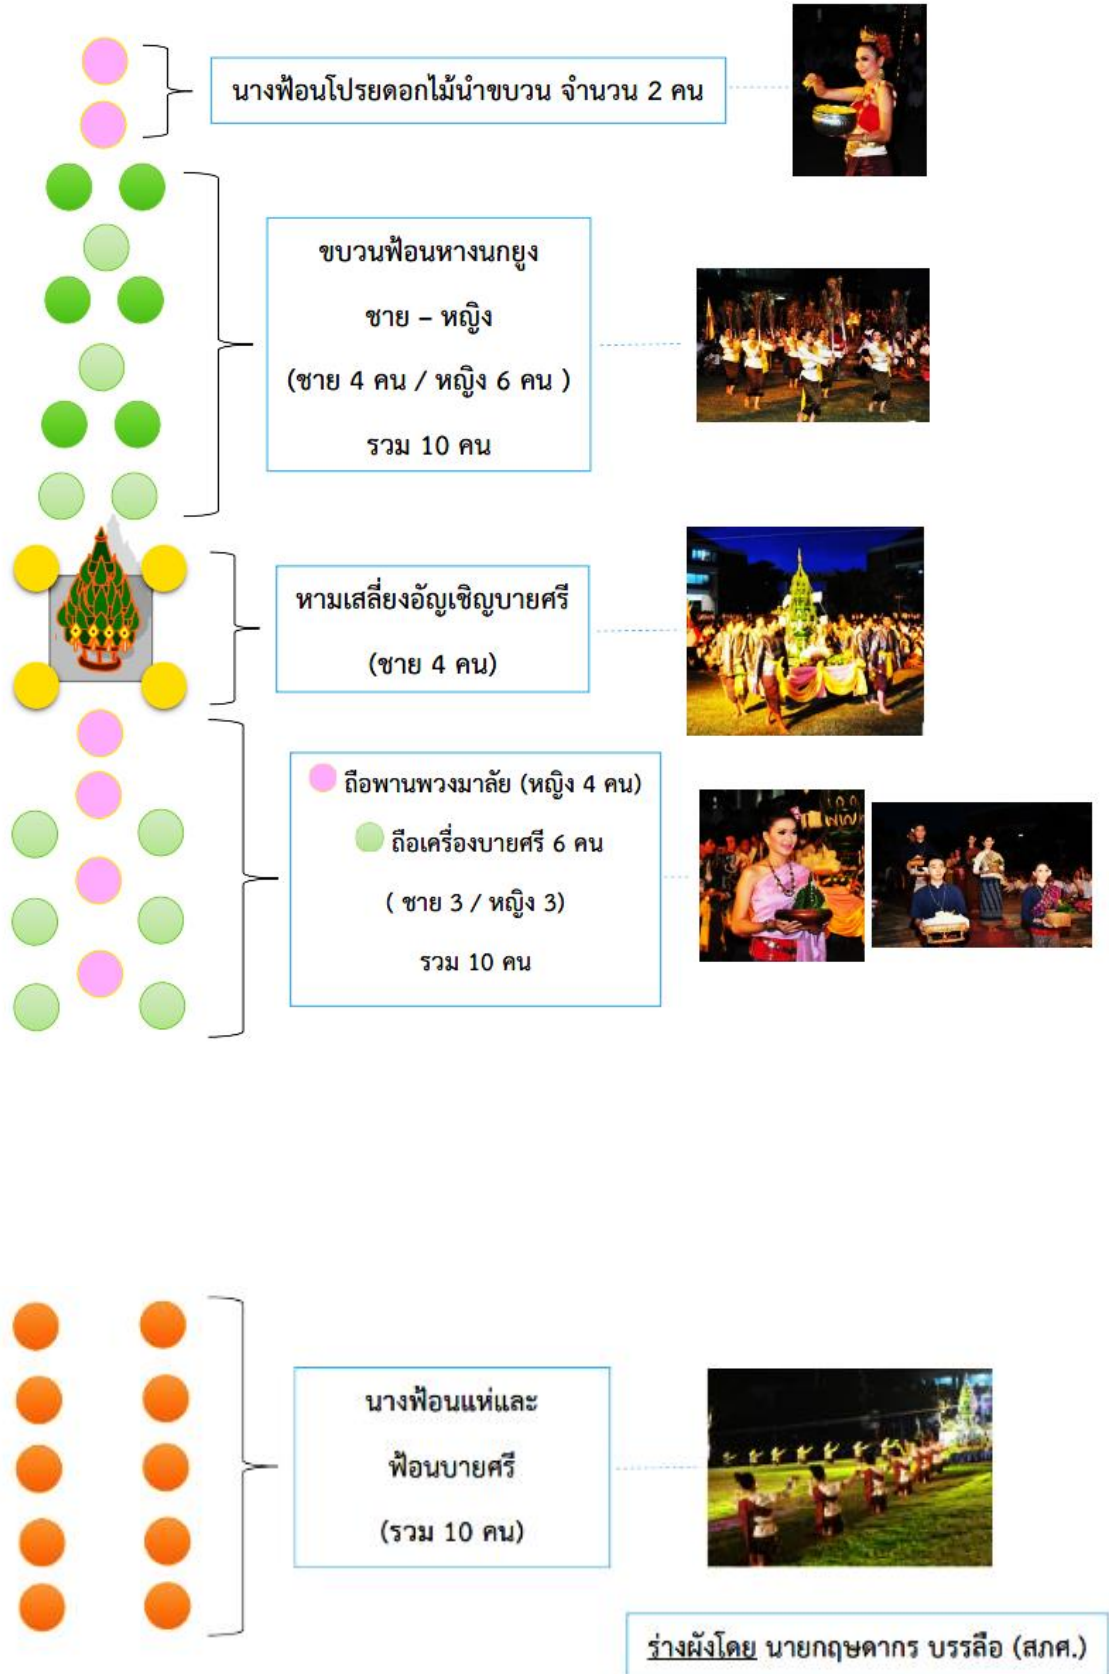 นางฟ้อนโปรยดอกไม้นำขบวน จำนวน 2 คน
ขบวนฟ้อนหางนกยูง
ชาย – หญิง
(ชาย 4 คน / หญิง 6 คน )
รวม 10 คน
หามเสลี่ยงอัญเชิญบายศรี
(ชาย 4 คน)
ถือพานพวงมาลัย (หญิง 4 คน)
ถือเครื่องบายศรี 6 คน
( ชาย 3 / หญิง 3)
รวม 10 คน
นางฟ้อนแห่และ
ฟ้อนบายศรี
(รวม 10 คน)
ร่างผังโดย นายกฤษดากร บรรลือ (สภศ.)